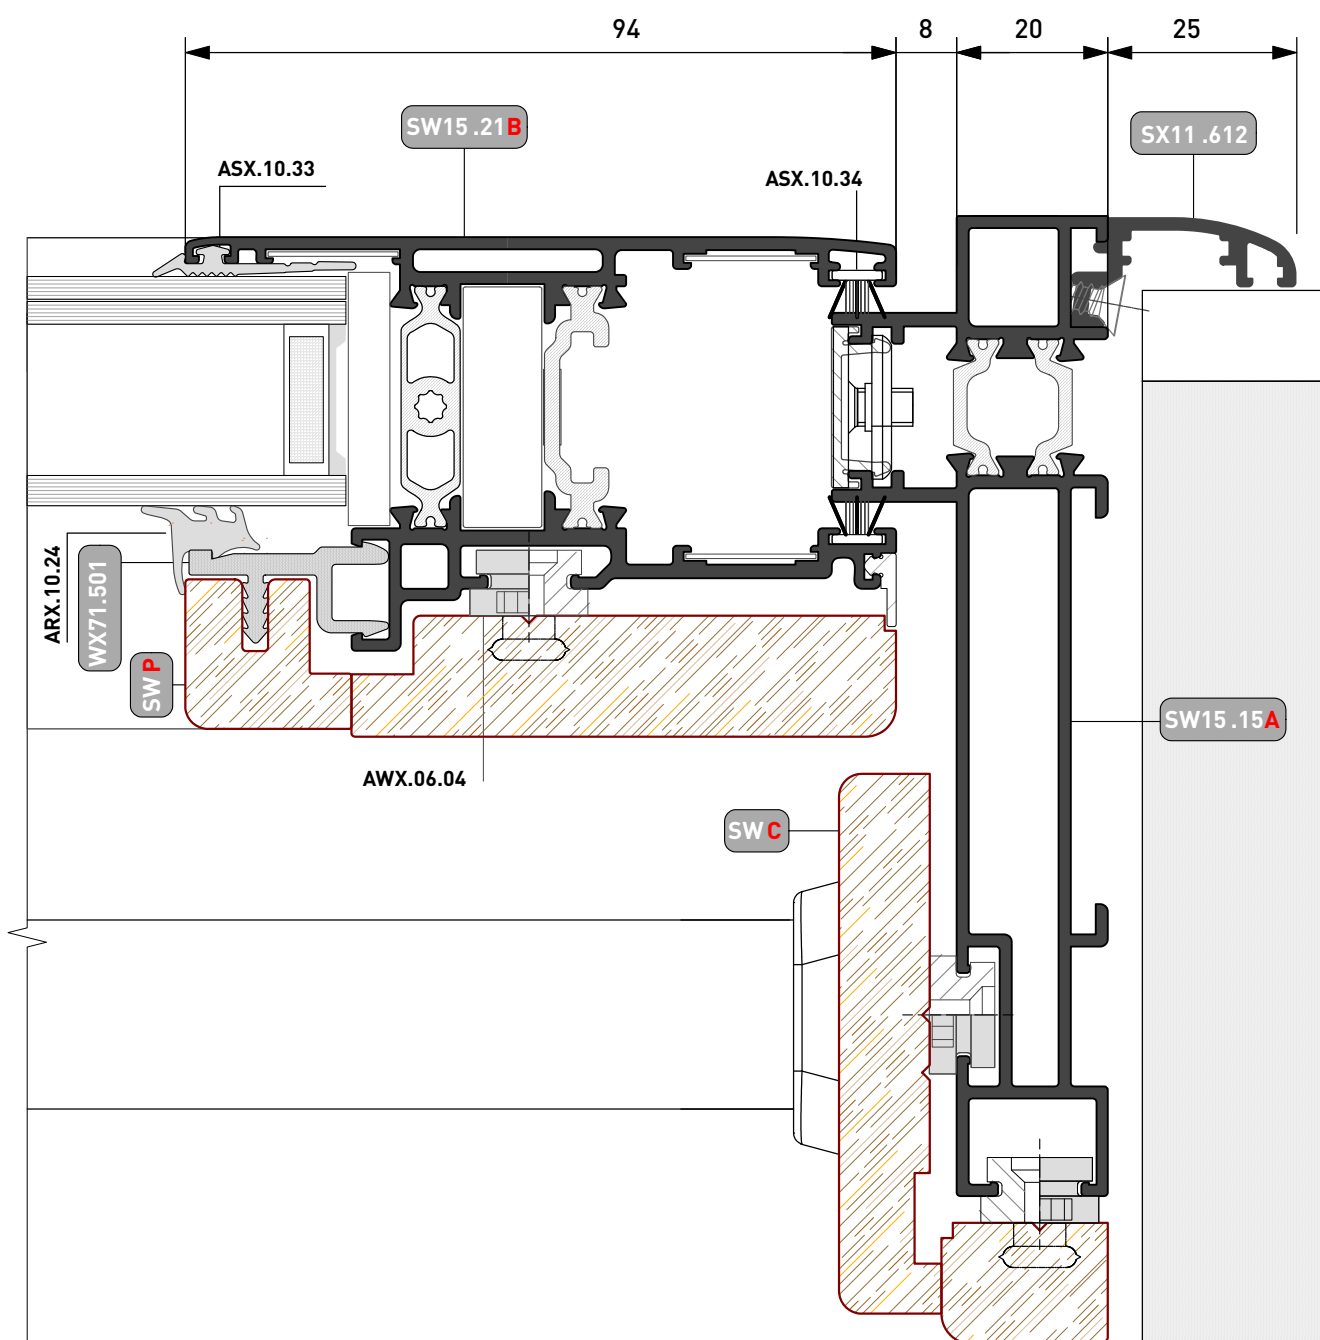 94
8
20
25
SW15 .21B
SX11 .612
ASX.10.33
ASX.10.34
ARX.10.24
WX71.501
SW P
SW15 .15A
AWX.06.04
SW C